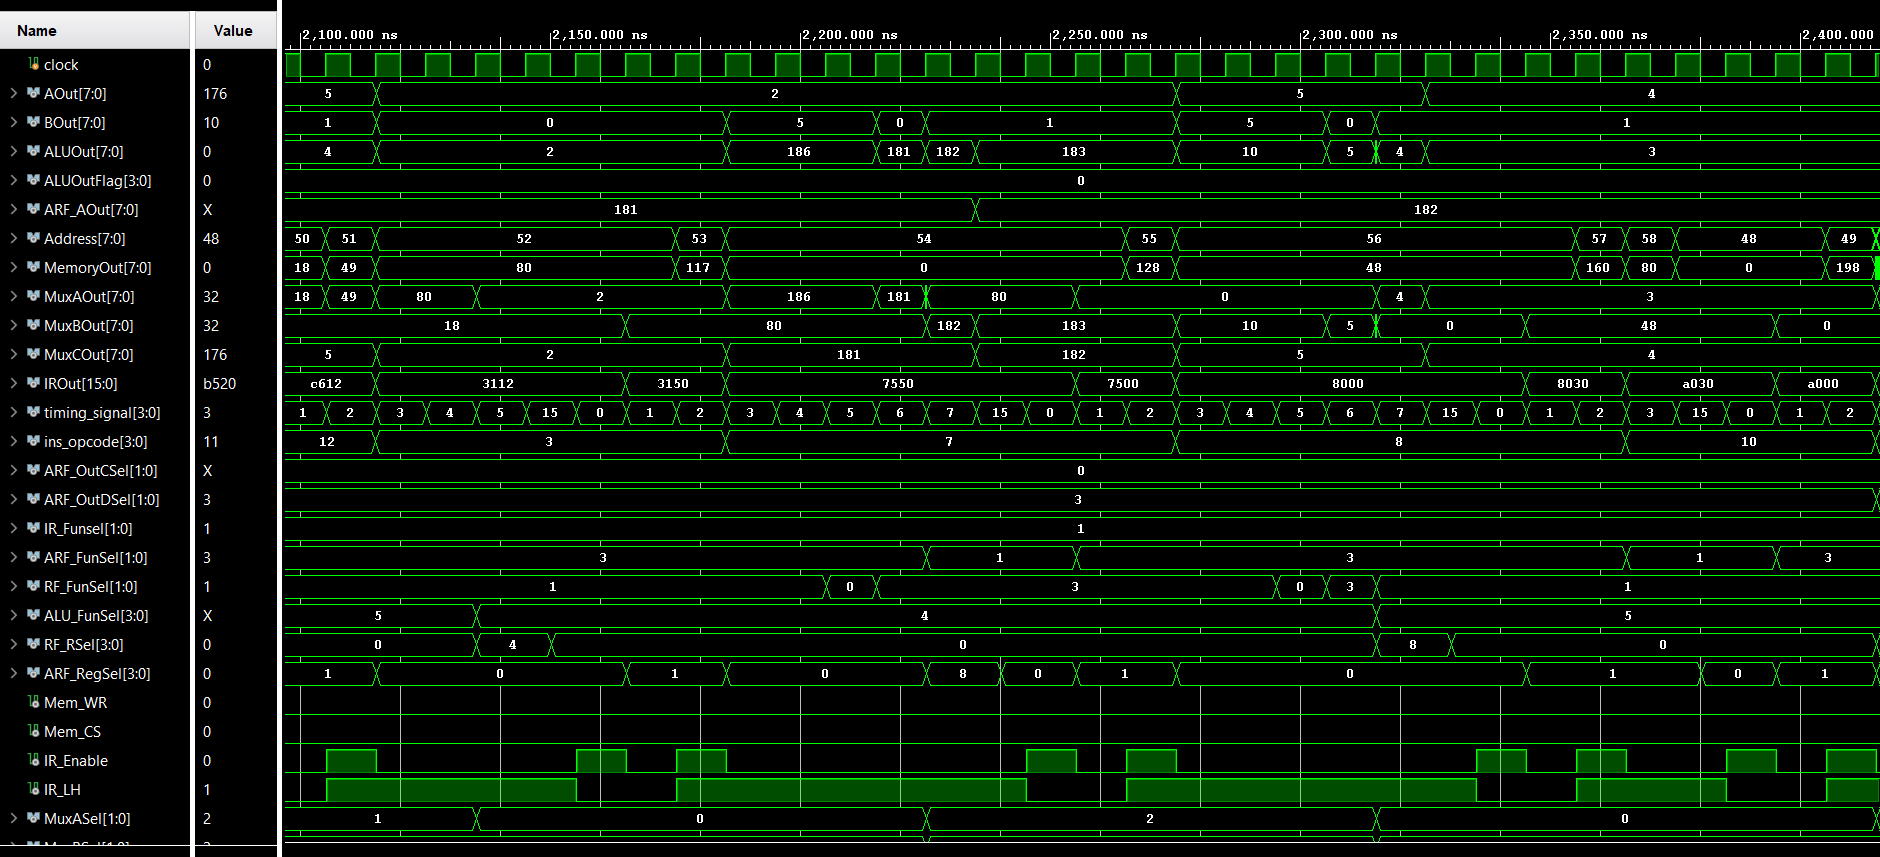 Name Value
2,100.000 ns 2,150.000 ns 2,200.000 ns 2,250.000 ns 2,300.000 ns 2,350.000 ns 2,400.000
clock 0
AOut[7:0] 176 5 2 5 4
BOut[7:0] 10 1 0 5 0 1 5 0 1
ALUOut[7:0] 0 4 2 186 181 182 183 10 5 4 3
ALUOutFlag[3:0] 0 0
ARF_AOut[7:0] X 181 182
Address[7:0] 48 50 51 52 53 54 55 56 57 58 48 49
MemoryOut[7:0] 0 18 49 80 117 0 128 48 160 80 0 198
MuxAOut[7:0] 32 18 49 80 2 186 181 80 0 4 3
MuxBOut[7:0] 32 18 80 182 183 10 5 0 48 0
MuxCOut[7:0] 176 5 2 181 182 5 4
IROut[15:0] b520 c612 3112 3150 7550 7500 8000 8030 a030 a000
timing_signal[3:0] 3 1 2 3 4 5 15 0 1 2 3 4 5 6 7 15 0 1 2 3 4 5 6 7 15 0 1 2 3 15 0 1 2
ins_opcode[3:0] 11 12 3 7 8 10
ARF_OutCSel[1:0] X 0
ARF_OutDSel[1:0] 3 3
IR_Funsel[1:0] 1 1
ARF_FunSel[1:0] 3 3 1 3 1 3
RF_FunSel[1:0] 1 1 0 3 0 3 1
ALU_FunSel[3:0] X 5 4 5
RF_RSel[3:0] 0 0 4 0 8 0
ARF_RegSel[3:0] 0 1 0 1 0 8 0 1 0 1 0 1
Mem_WR 0
Mem_CS 0
IR_Enable 0
IR_LH 1
MuxASel[1:0] 2 1 0 2 0